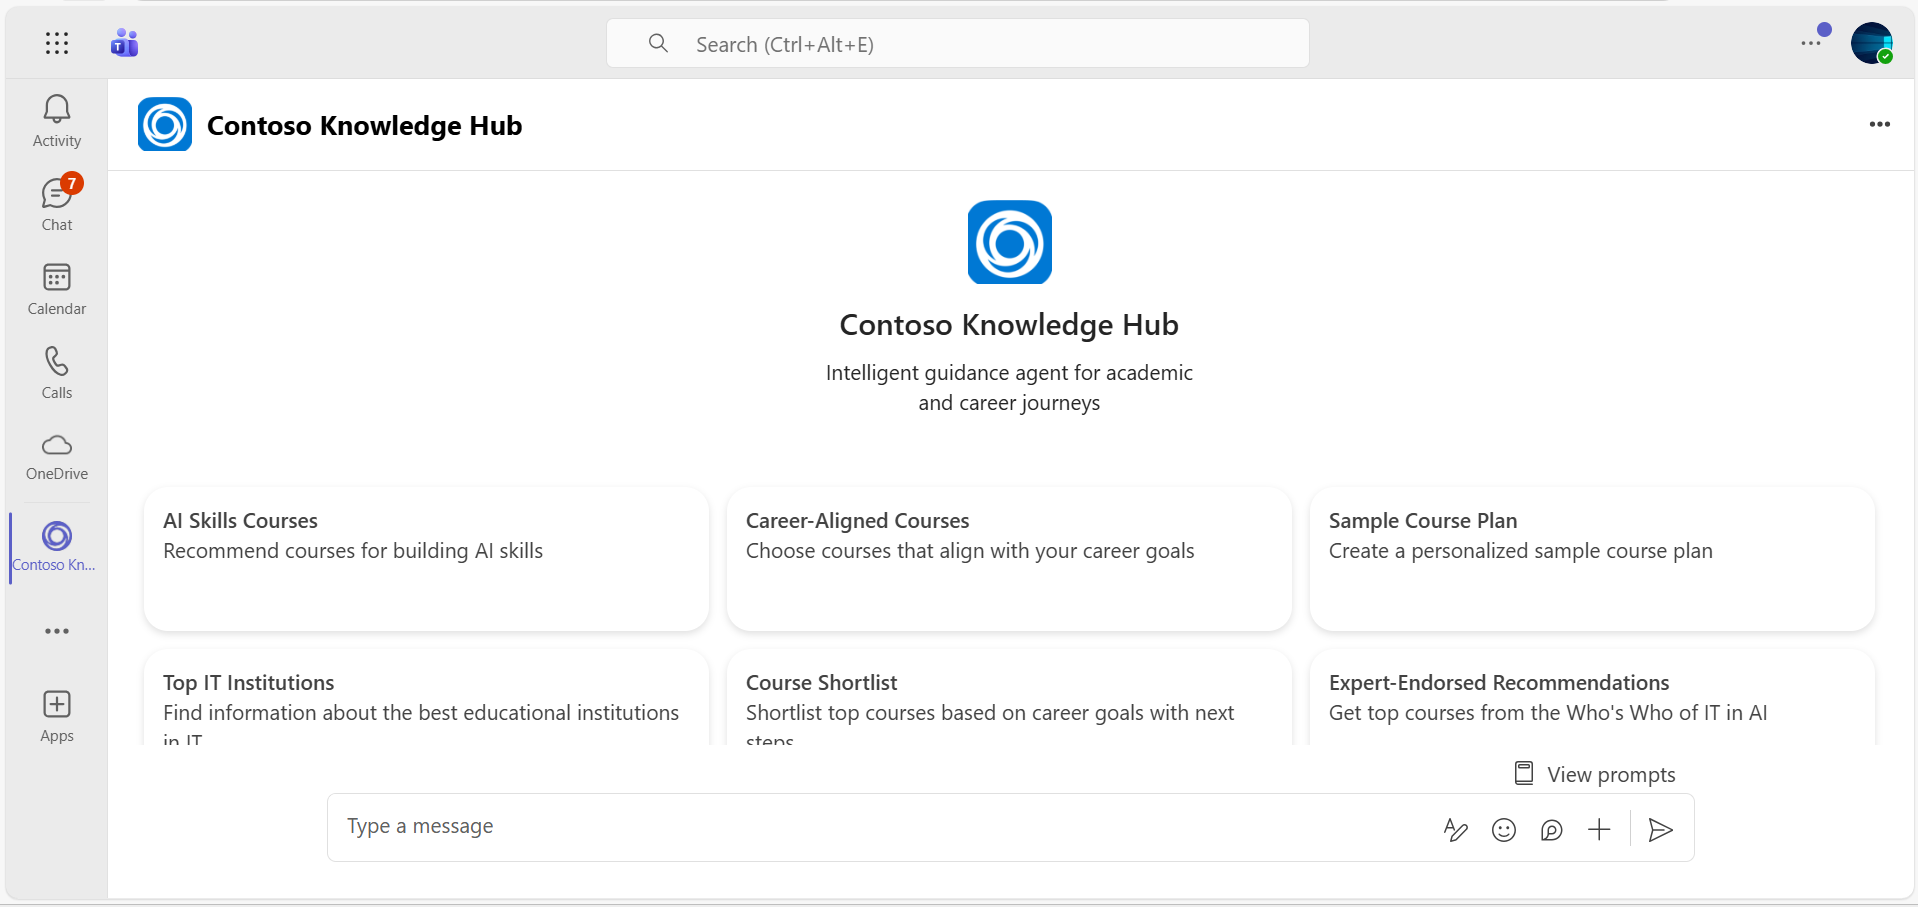 Search (Ctrl+Alt+E)
Activity
7
Chat
Calendar
Calls
OneDrive
Contoso Kn...
Apps
Contoso Knowledge Hub
Contoso Knowledge Hub
Intelligent guidance agent for academic
and career journeys
AI Skills Courses
Recommend courses for building AI skills
Career-Aligned Courses
Choose courses that align with your career goals
Sample Course Plan
Create a personalized sample course plan
Top IT Institutions
Find information about the best educational institutions
in IT
Course Shortlist
Shortlist top courses based on career goals with next
steps
Expert-Endorsed Recommendations
Get top courses from the Who's Who of IT in AI
View prompts
Type a message